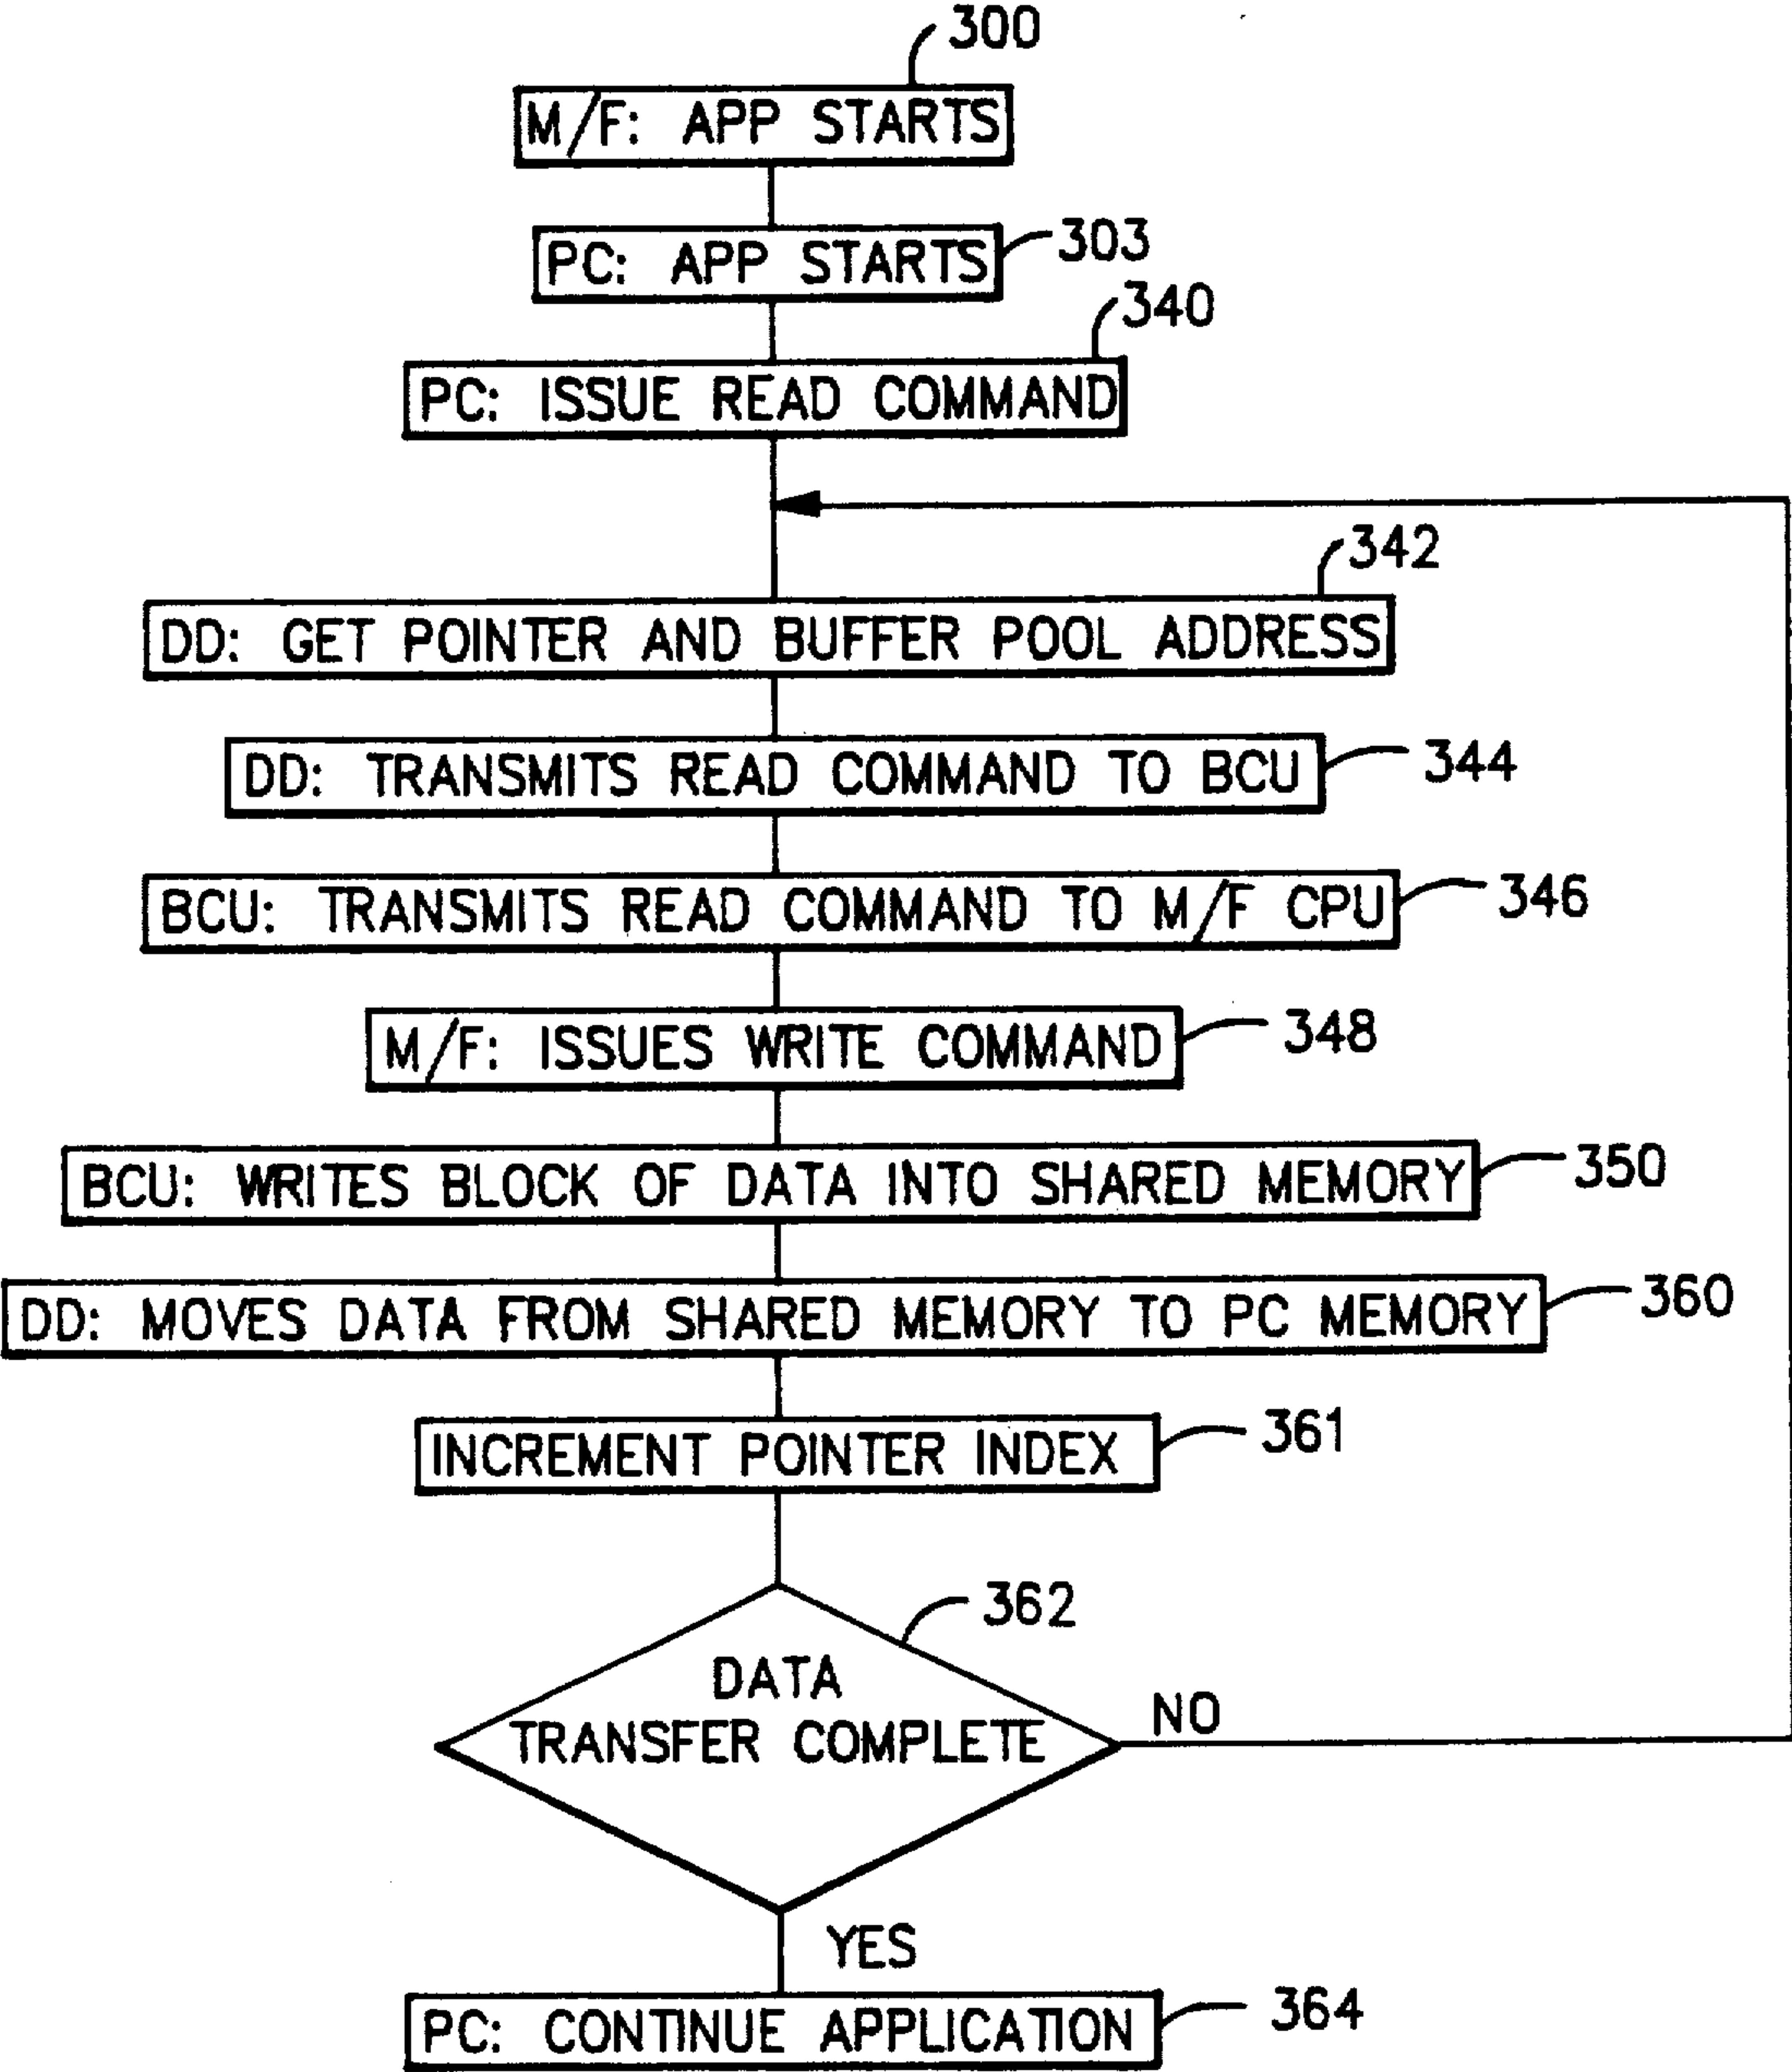 300
M/F: APP STARTS
PC: APP STARTS
303
340
PC: ISSUE READ COMMAND
342
DD: GET POINTER AND BUFFER POOL ADDRESS
DD: TRANSMITS READ COMMAND TO BCU
344
BCU: TRANSMITS READ COMMAND TO M/F CPU
346
M/F: ISSUES WRITE COMMAND
348
BCU: WRITES BLOCK OF DATA INTO SHARED MEMORY
350
DD: MOVES DATA FROM SHARED MEMORY TO PC MEMORY
360
INCREMENT POINTER INDEX
361
362
DATA
TRANSFER COMPLETE
NO
YES
PC: CONTINUE APPLICATION
364